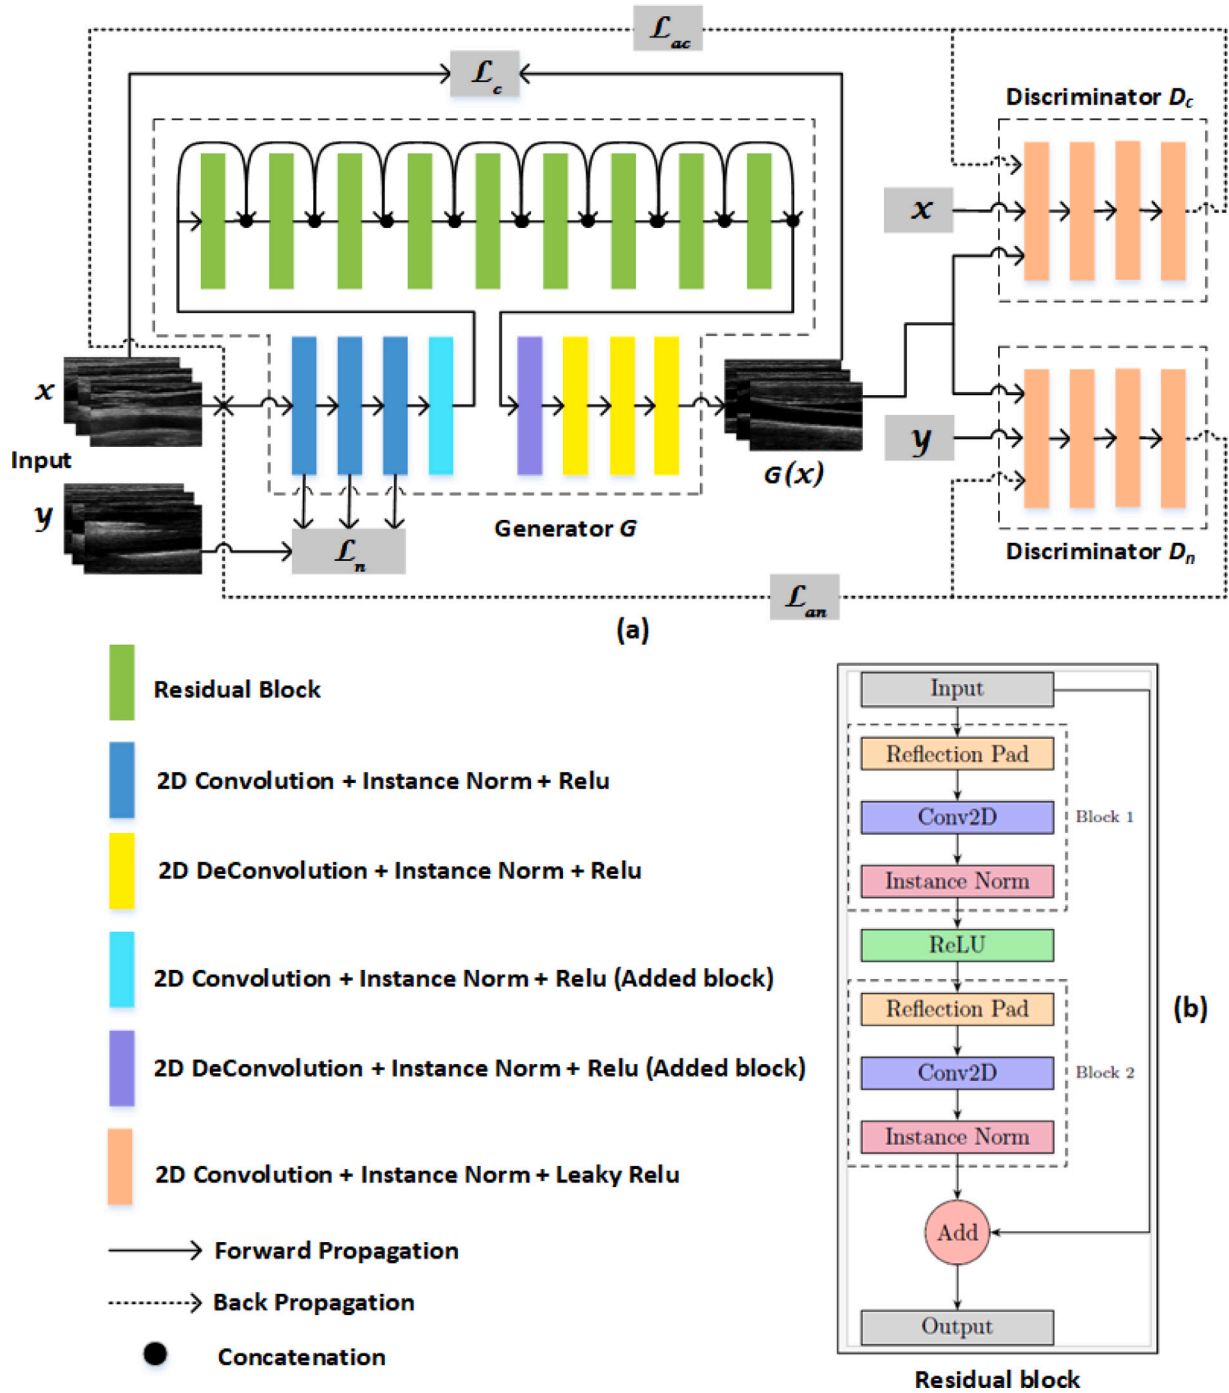 ℒac
ℒc
Discriminator Dc
x
x
Input
y
y
G(x)
Generator G
ℒn
Discriminator Dn
ℒan
(a)
Residual Block
2D Convolution + Instance Norm + Relu
2D DeConvolution + Instance Norm + Relu
2D Convolution + Instance Norm + Relu (Added block)
2D DeConvolution + Instance Norm + Relu (Added block)
2D Convolution + Instance Norm + Leaky Relu
Forward Propagation
Back Propagation
Concatenation
Input
Reflection Pad
Conv2D
Block 1
Instance Norm
ReLU
Reflection Pad
(b)
Conv2D
Block 2
Instance Norm
Add
Output
Residual block